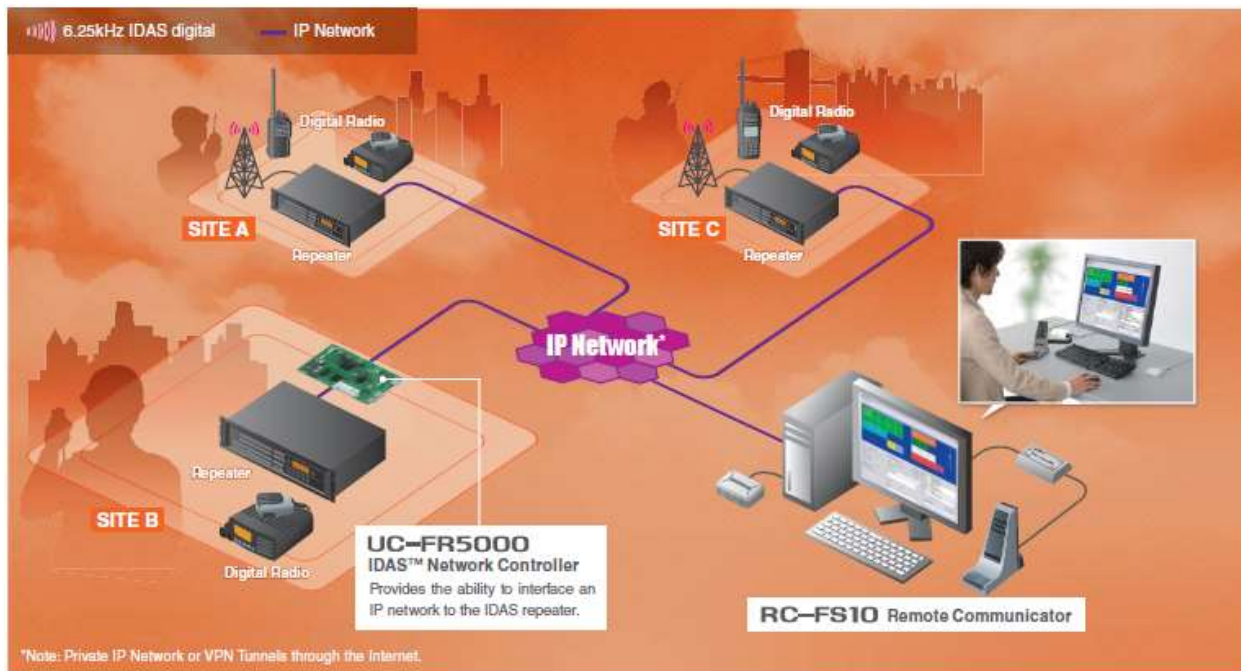 6.25kHz IDAS digital
IP Network
Digital Radio
SITE A
Repeater
Digital Radio
SITE C
Repeater
IP Network*
Repeater
SITE B
Digital Radio
UC-FR5000
IDAS™ Network Controller
Provides the ability to interface an
IP network to the IDAS repeater.
RC-FS10 Remote Communicator
*Note: Private IP Network or VPN Tunnels through the Internet.